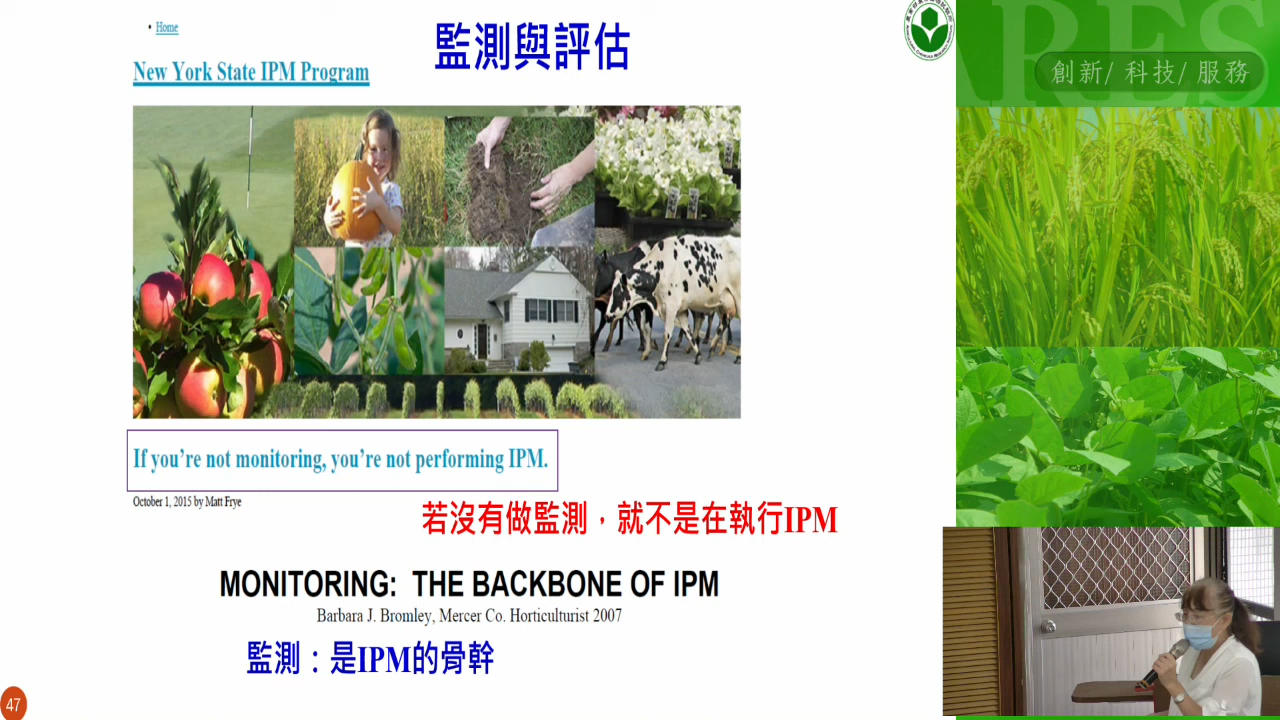 • Home
監測與評估
New York State IPM Program
ARES
創新/ 科技/ 服務
If you're not monitoring, you're not performing IPM.
October 1, 2015 by Matt Frye
若沒有做監測，就不是在執行IPM
MONITORING: THE BACKBONE OF IPM
Barbara J. Bromley, Mercer Co. Horticulturist 2007
監測：是IPM的骨幹
47